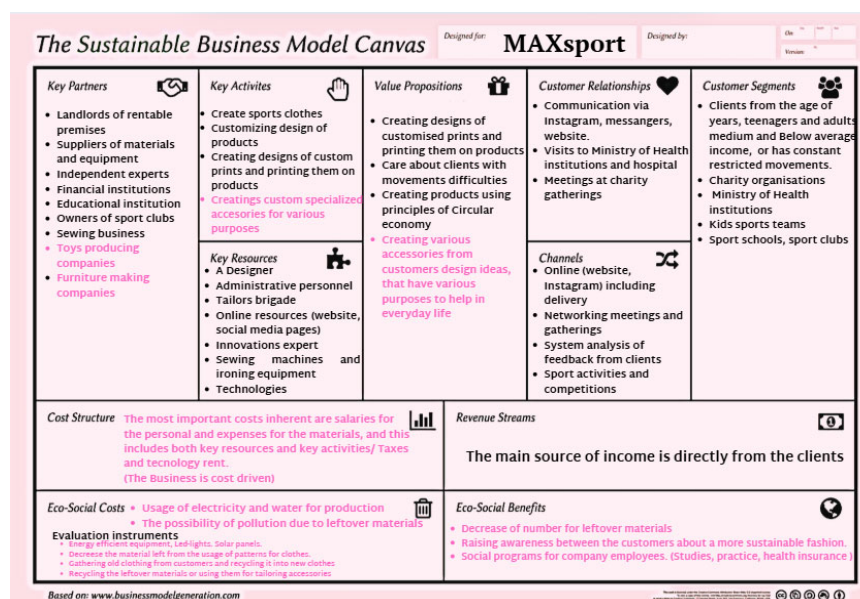 The Sustainable Business Model Canvas
Designed for:
MAXsport
Designed by:
On:
Version
Key Partners
• Landlords of rentable
premises
• Suppliers of materials
and equipment
• Independent experts
• Financial institutions
• Educational institution
• Owners of sport clubs
• Sewing business
• Toys producing
companies
• Furniture making
companies
Key Activites
• Create sports clothes
• Customizing design of
products
• Creating designs of custom
prints and printing them on
products
• Creatings custom specialized
accesories for various
purposes
Key Resources
• A Designer
• Administrative personnel
• Tailors brigade
• Online resources (website,
social media pages)
• Innovations expert
• Sewing machines and
ironing equipment
• Technologies
Value Propositions
• Creating designs of
customised prints and
printing them on products
• Care about clients with
movements difficulties
• Creating products using
principles of Circular
economy
• Creating various
accessories from
customers design ideas,
that have various
purposes to help in
everyday life
Customer Relationships
• Communication via
Instagram, messangers,
website.
• Visits to Ministry of Health
institutions and hospital
• Meetings at charity
gatherings
Channels
• Online (website,
Instagram) including
delivery
• Networking meetings and
gatherings
• System analysis of
feedback from clients
• Sport activities and
competitions
Customer Segments
• Clients from the age of
years, teenagers and adults
medium and Below average
income, or has constant
restricted movements.
• Charity organisations
• Ministry of Health
institutions
• Kids sports teams
• Sport schools, sport clubs
Cost Structure
The most important costs inherent are salaries for
the personal and expenses for the materials, and this
includes both key resources and key activities/ Taxes
and tecnology rent.
(The Business is cost driven)
Revenue Streams
The main source of income is directly from the clients
Eco-Social Costs
• Usage of electricity and water for production
• The possibility of pollution due to leftover materials
Evaluation instruments
• Energy efficient equipment, Led-lights, Solar panels.
• Decreese the material left from the usage of patterns for clothes.
• Gathering old clothing from customers and recycling it into new clothes
• Recycling the leftover materials or using them for tailoring accessories
Eco-Social Benefits
• Decrease of number for leftover materials
• Raising awareness between the customers about a more sustainable fashion.
• Social programs for company employees. (Studies, practice, health insurance )
Based on: www.businessmodelgeneration.com